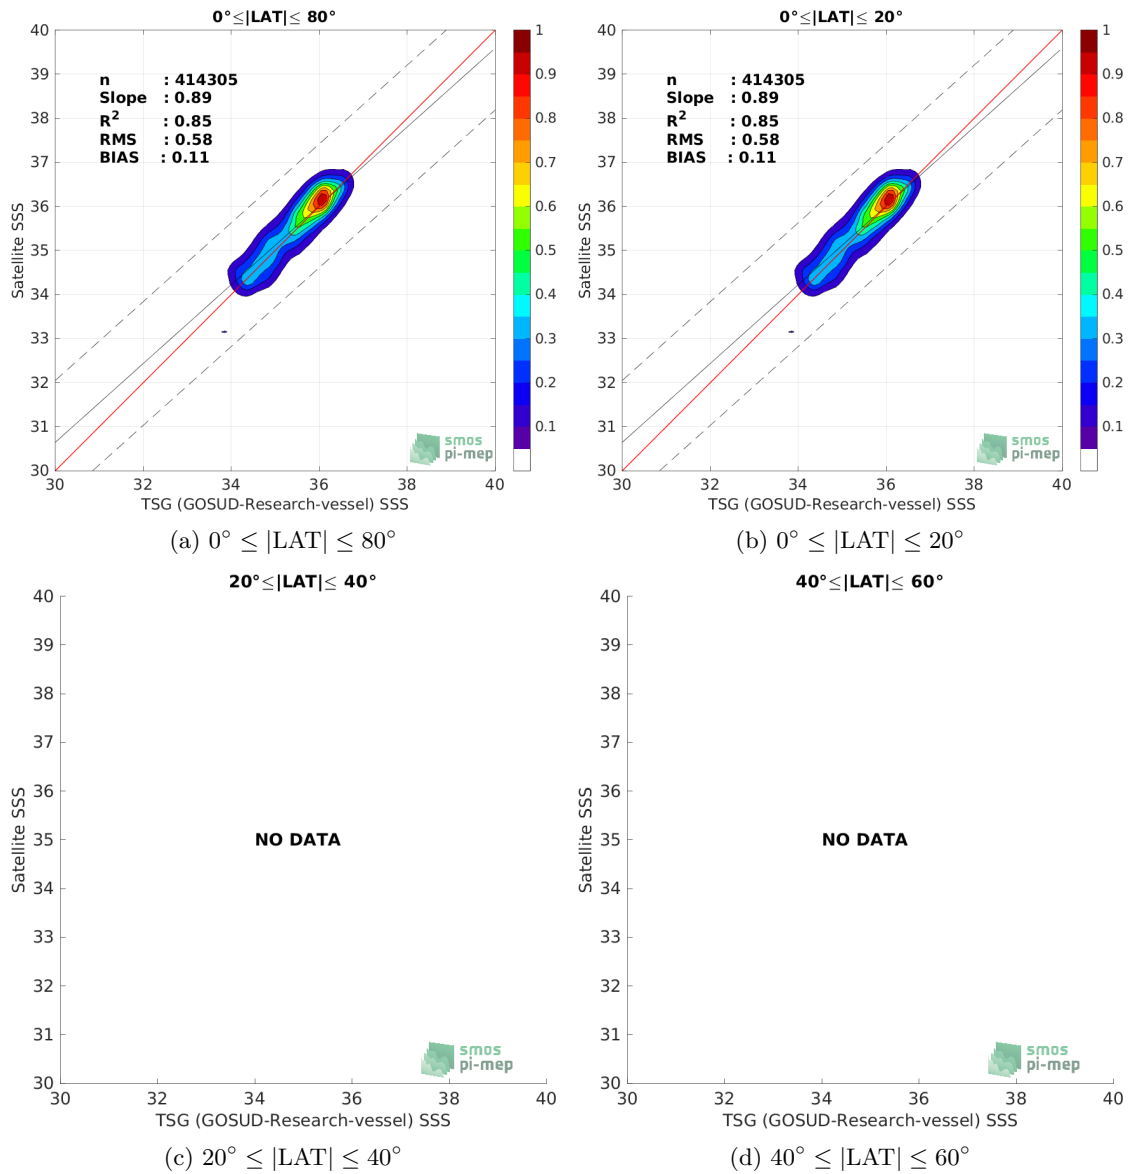 0°≤|LAT|≤ 80°
40
39
38
37
36
35
34
33
32
31
30
30
32
34
36
38
40
n : 414305
Slope : 0.89
R² : 0.85
RMS : 0.58
BIAS : 0.11
Satellite SSS
TSG (GOSUD-Research-vessel) SSS
smos
pi-mep
1
0.9
0.8
0.7
0.6
0.5
0.4
0.3
0.2
0.1
(a) 0° ≤ |LAT| ≤ 80°
0°≤|LAT|≤ 20°
40
39
38
37
36
35
34
33
32
31
30
30
32
34
36
38
40
n : 414305
Slope : 0.89
R² : 0.85
RMS : 0.58
BIAS : 0.11
Satellite SSS
TSG (GOSUD-Research-vessel) SSS
smos
pi-mep
1
0.9
0.8
0.7
0.6
0.5
0.4
0.3
0.2
0.1
(b) 0° ≤ |LAT| ≤ 20°
20°≤|LAT|≤ 40°
40
39
38
37
36
35
34
33
32
31
30
30
32
34
36
38
40
NO DATA
Satellite SSS
TSG (GOSUD-Research-vessel) SSS
smos
pi-mep
(c) 20° ≤ |LAT| ≤ 40°
40°≤|LAT|≤ 60°
40
39
38
37
36
35
34
33
32
31
30
30
32
34
36
38
40
NO DATA
Satellite SSS
TSG (GOSUD-Research-vessel) SSS
smos
pi-mep
(d) 40° ≤ |LAT| ≤ 60°